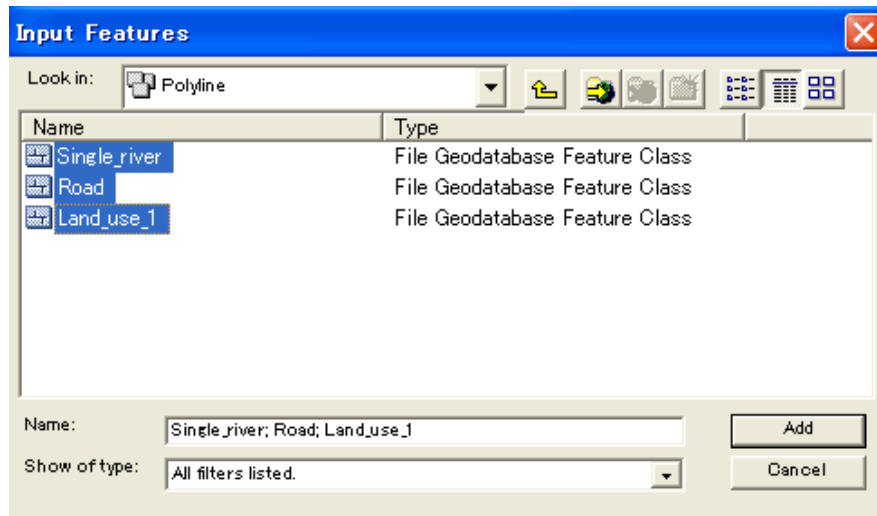 Input Features
Look in: Polyline
Name Type
Single_river File Geodatabase Feature Class
Road File Geodatabase Feature Class
Land_use_1 File Geodatabase Feature Class
Name: Single_river; Road; Land_use_1 Add
Show of type: All filters listed. Cancel